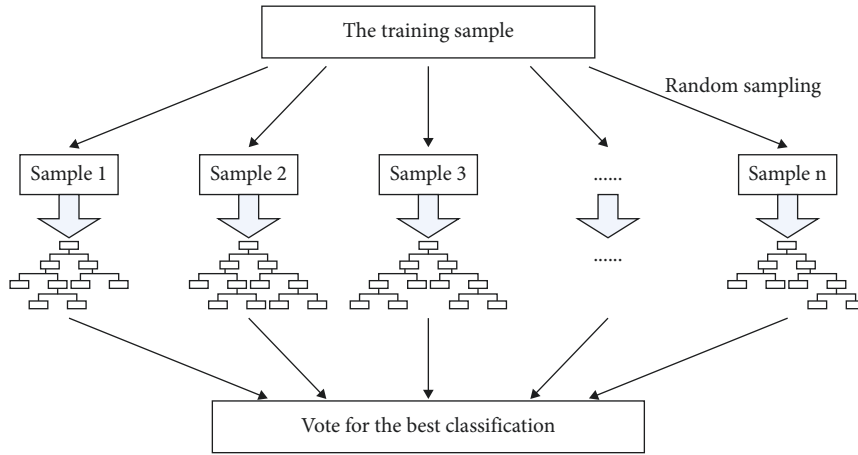 The training sample
Random sampling
Sample 1
Sample 2
Sample 3
......
Sample n
......
Vote for the best classification